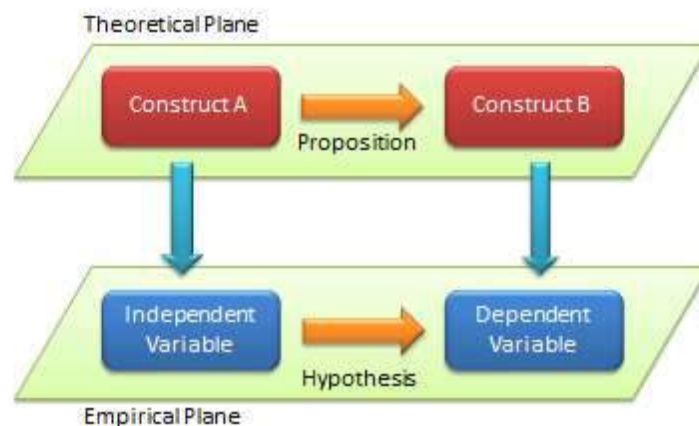 Theoretical Plane
Construct A
Construct B
Proposition
Independent
Variable
Dependent
Variable
Hypothesis
Empirical Plane